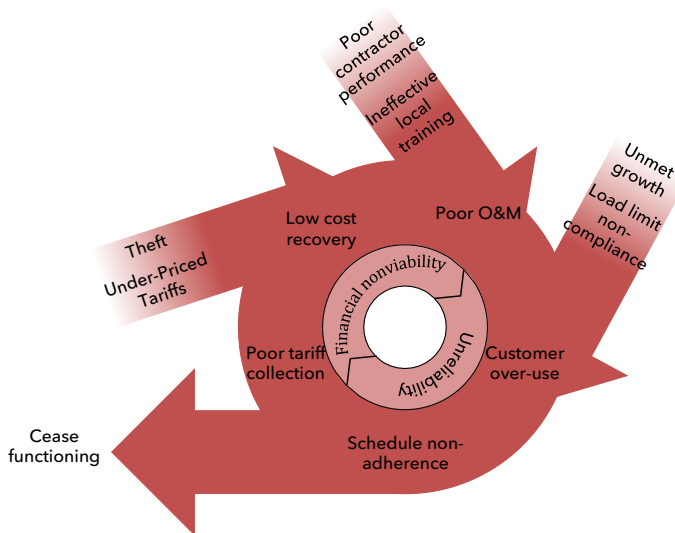 Poor
contractor
performance
Ineffective
local
training
Unmet
growth
Load limit
non-
compliance
Theft
Under-Priced
Tariffs
Low cost
recovery
Poor O&M
Financial nonviability
Unreliability
Poor tariff
collection
Customer
over-use
Schedule non-
adherence
Cease
functioning